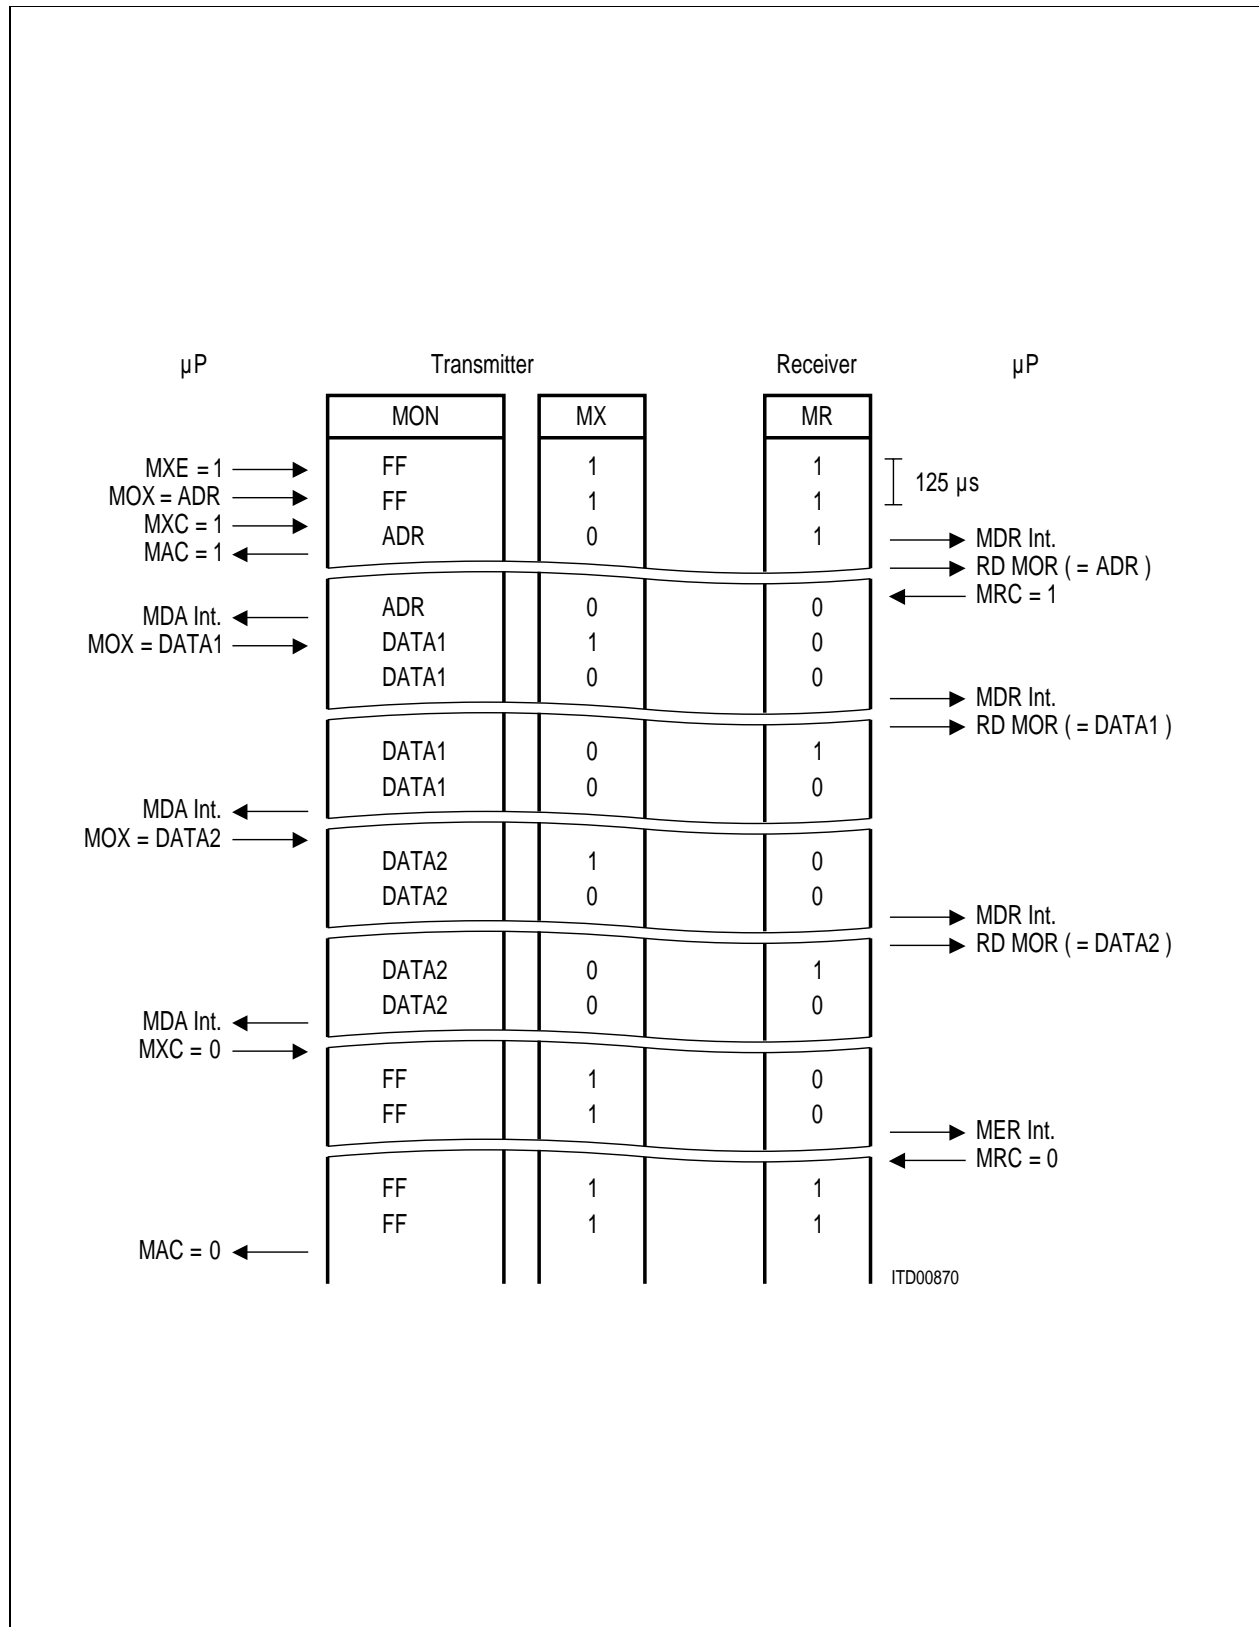 µP Transmitter Receiver µP
MON MX MR
MXE = 1 FF 1 1
125 µs
MOX = ADR FF 1 1
MXC = 1
ADR 0 1 MDR Int.
MAC = 1
RD MOR ( = ADR )
MRC = 1
ADR 0 0
MDA Int.
MOX = DATA1 DATA1 1 0
DATA1 0 0
MDR Int.
RD MOR ( = DATA1 )
DATA1 0 1
DATA1 0 0
MDA Int.
MOX = DATA2
DATA2 1 0
DATA2 0 0
MDR Int.
RD MOR ( = DATA2 )
DATA2 0 1
DATA2 0 0
MDA Int.
MXC = 0
FF 1 0
FF 1 0
MER Int.
MRC = 0
FF 1 1
FF 1 1
MAC = 0
ITD00870